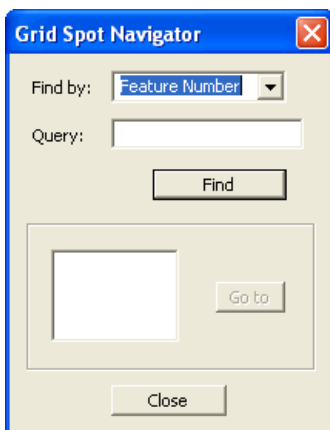 Grid Spot Navigator
Find by: Feature Number
Query:
Find
Go to
Close